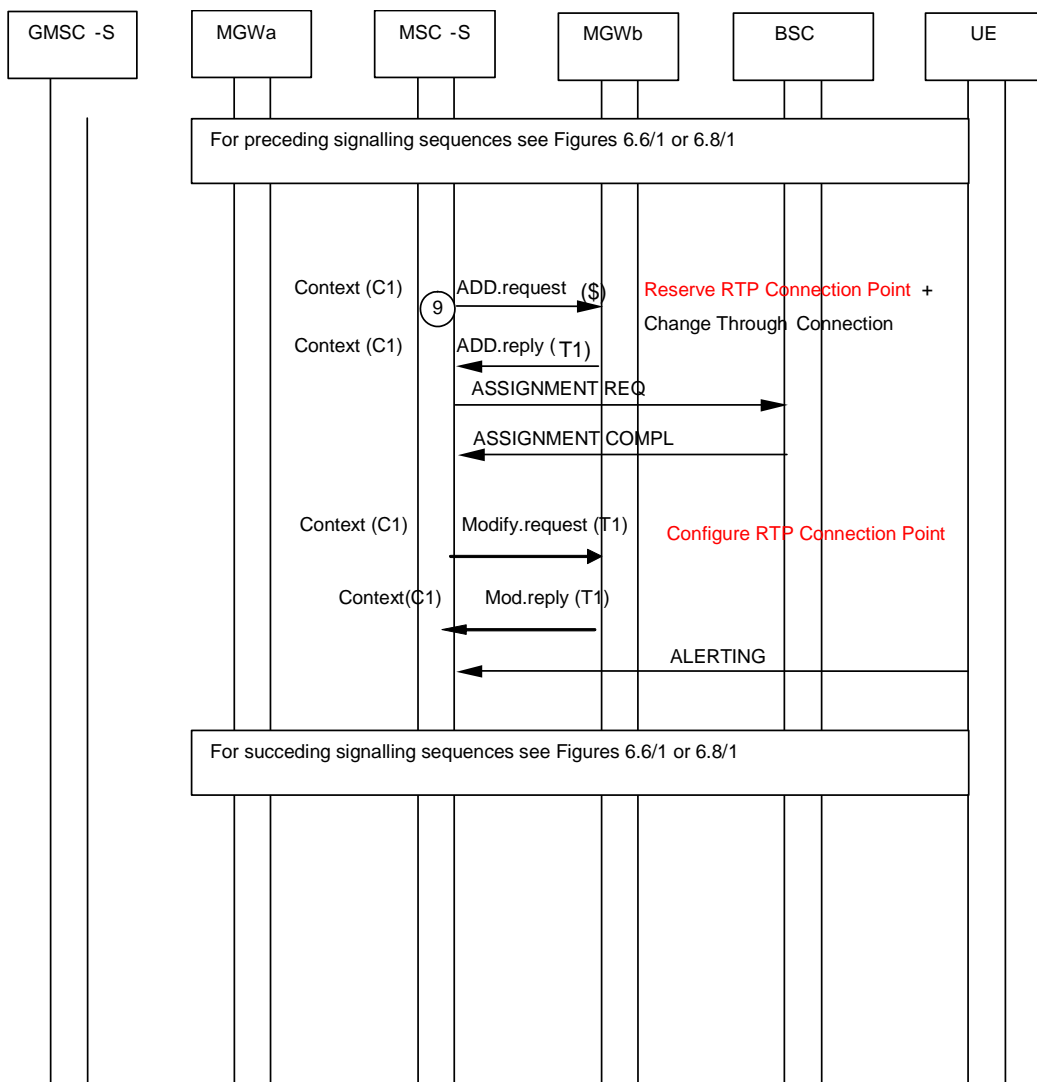 GMSC -S
MGWa
MSC -S
MGWb
BSC
UE
For preceding signalling sequences see Figures 6.6/1 or 6.8/1
Context (C1)
ADD.request ($)
Reserve RTP Connection Point +
9
Change Through Connection
Context (C1)
ADD.reply (T1)
ASSIGNMENT REQ
ASSIGNMENT COMPL
Context (C1)
Modify.request (T1)
Configure RTP Connection Point
Context(C1)
Mod.reply (T1)
ALERTING
For succeding signalling sequences see Figures 6.6/1 or 6.8/1